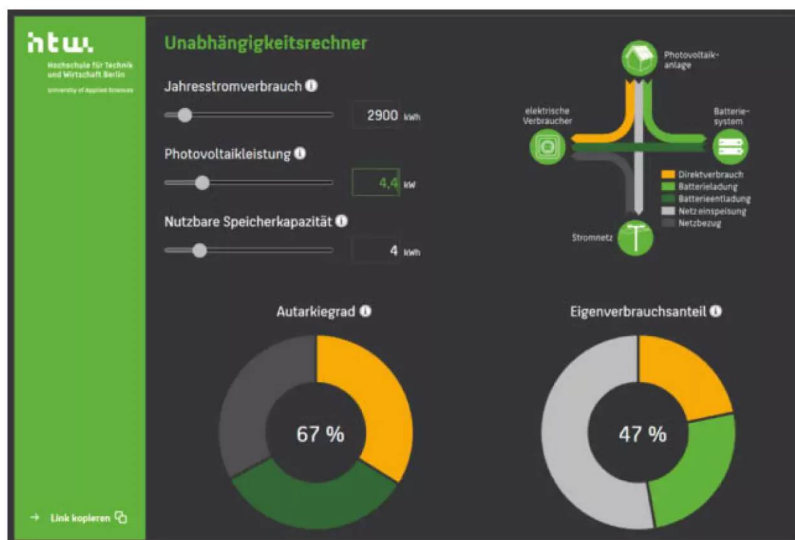 htw.
Hochschule für Technik
und Wirtschaft Berlin
University of Applied Sciences
Unabhängigkeitsrechner
Jahresstromverbrauch
2900 kWh
Photovoltaikleistung
4,4 kW
Nutzbare Speicherkapazität
4 kWh
Photovoltaik-
anlage
elektrische
Verbraucher
Batterie-
system
Direktverbrauch
Batterieladung
Batterieentladung
Netzeinspeisung
Netzbezug
Stromnetz
Autarkiegrad
67 %
Eigenverbrauchsanteil
47 %
→ Link kopieren